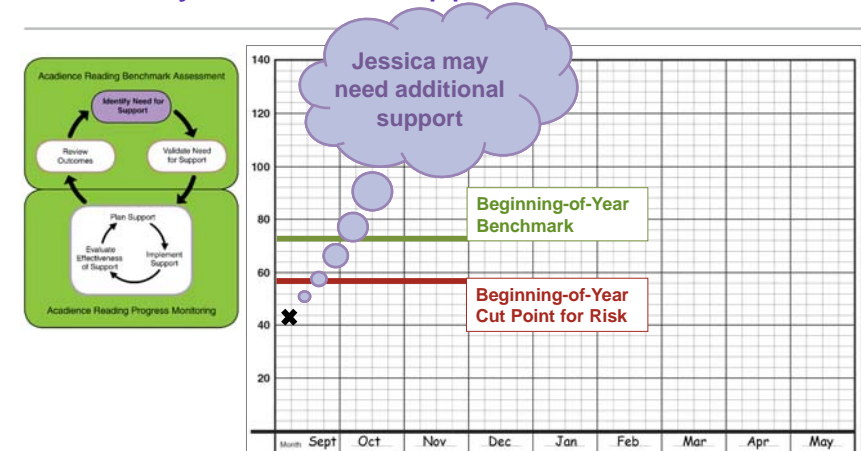 Acadience Reading Benchmark Assessment
Identify Need for
Support
Review
Outcomes
Validate Need
for Support
Plan Support
Evaluate
Effectiveness
of Support
Implement
Support
Acadience Reading Progress Monitoring
Jessica may
need additional
support
140
120
100
80
60
40
20
Beginning-of-Year
Benchmark
Beginning-of-Year
Cut Point for Risk
Month Sept Oct Nov Dec Jan Feb Mar Apr May